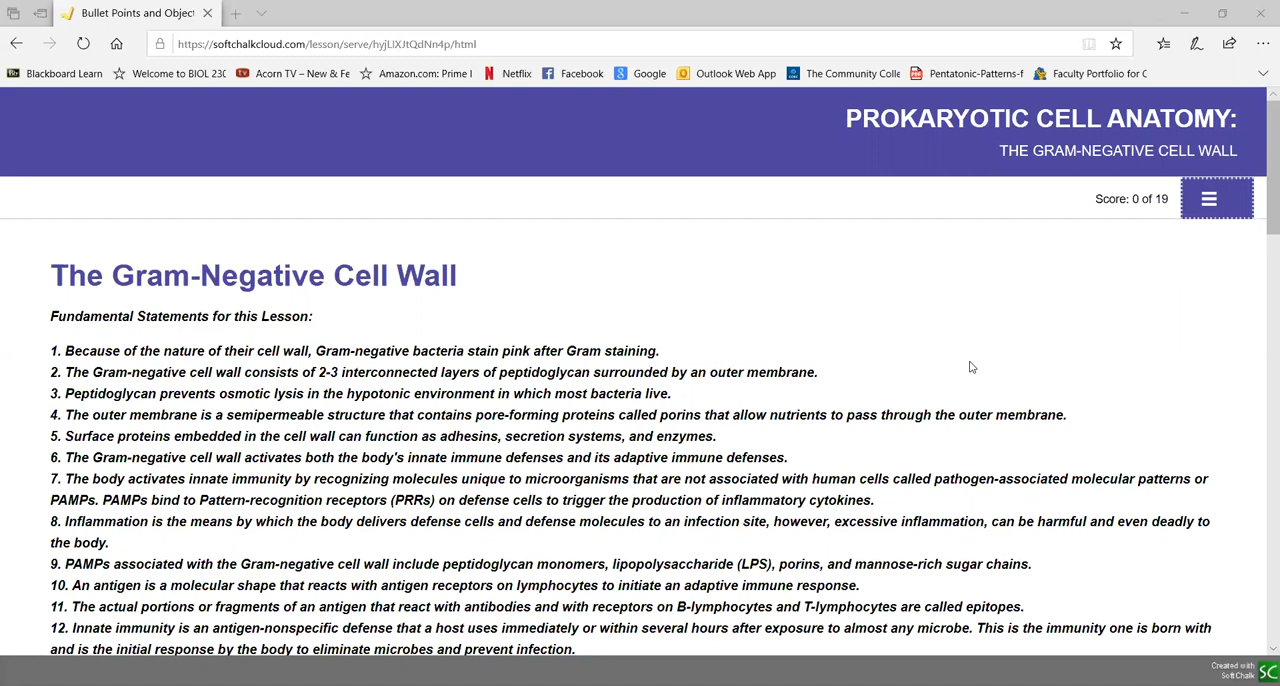 Bullet Points and Object
https://softchalkcloud.com/lesson/serve/hyjLlXJtQdNn4p/html
Blackboard Learn Welcome to BIOL 230 Acorn TV – New & Fe Amazon.com: Prime I Netflix Facebook Google Outlook Web App The Community Colle Pentatonic-Patterns-f Faculty Portfolio for C
PROKARYOTIC CELL ANATOMY:
THE GRAM-NEGATIVE CELL WALL
Score: 0 of 19
The Gram-Negative Cell Wall
Fundamental Statements for this Lesson:
1. Because of the nature of their cell wall, Gram-negative bacteria stain pink after Gram staining.
2. The Gram-negative cell wall consists of 2-3 interconnected layers of peptidoglycan surrounded by an outer membrane.
3. Peptidoglycan prevents osmotic lysis in the hypotonic environment in which most bacteria live.
4. The outer membrane is a semipermeable structure that contains pore-forming proteins called porins that allow nutrients to pass through the outer membrane.
5. Surface proteins embedded in the cell wall can function as adhesins, secretion systems, and enzymes.
6. The Gram-negative cell wall activates both the body's innate immune defenses and its adaptive immune defenses.
7. The body activates innate immunity by recognizing molecules unique to microorganisms that are not associated with human cells called pathogen-associated molecular patterns or
PAMPs. PAMPs bind to Pattern-recognition receptors (PRRs) on defense cells to trigger the production of inflammatory cytokines.
8. Inflammation is the means by which the body delivers defense cells and defense molecules to an infection site, however, excessive inflammation, can be harmful and even deadly to
the body.
9. PAMPs associated with the Gram-negative cell wall include peptidoglycan monomers, lipopolysaccharide (LPS), porins, and mannose-rich sugar chains.
10. An antigen is a molecular shape that reacts with antigen receptors on lymphocytes to initiate an adaptive immune response.
11. The actual portions or fragments of an antigen that react with antibodies and with receptors on B-lymphocytes and T-lymphocytes are called epitopes.
12. Innate immunity is an antigen-nonspecific defense that a host uses immediately or within several hours after exposure to almost any microbe. This is the immunity one is born with
and is the initial response by the body to eliminate microbes and prevent infection.
Created with
SoftChalk
SC